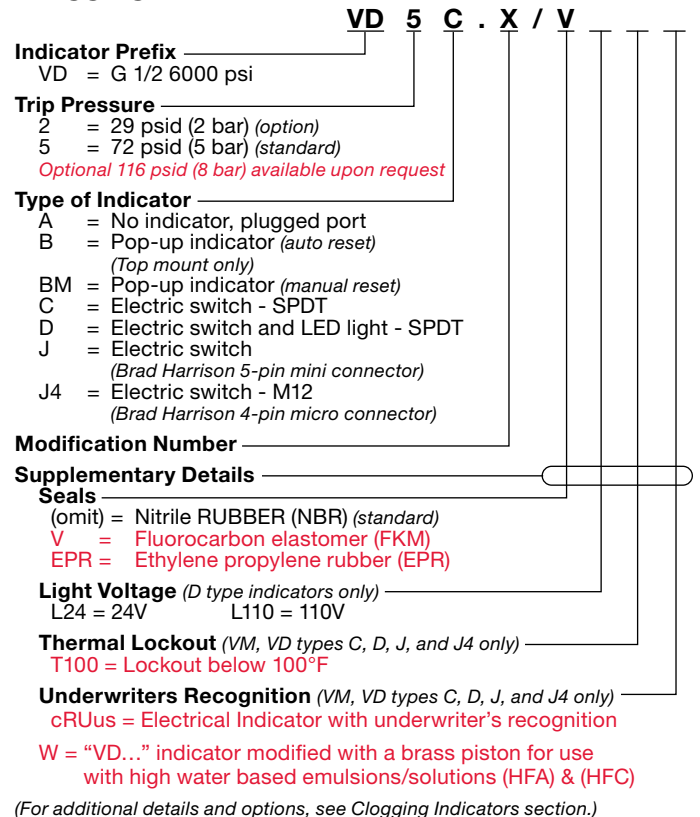 VD 5 C . X / V
Indicator Prefix
VD = G 1/2 6000 psi
Trip Pressure
2 = 29 psid (2 bar) (option)
5 = 72 psid (5 bar) (standard)
Optional 116 psid (8 bar) available upon request
Type of Indicator
A = No indicator, plugged port
B = Pop-up indicator (auto reset)
(Top mount only)
BM = Pop-up indicator (manual reset)
C = Electric switch - SPDT
D = Electric switch and LED light - SPDT
J = Electric switch
(Brad Harrison 5-pin mini connector)
J4 = Electric switch - M12
(Brad Harrison 4-pin micro connector)
Modification Number
Supplementary Details
Seals
(omit) = Nitrile RUBBER (NBR) (standard)
V = Fluorocarbon elastomer (FKM)
EPR = Ethylene propylene rubber (EPR)
Light Voltage (D type indicators only)
L24 = 24V L110 = 110V
Thermal Lockout (VM, VD types C, D, J, and J4 only)
T100 = Lockout below 100°F
Underwriters Recognition (VM, VD types C, D, J, and J4 only)
cRUus = Electrical Indicator with underwriter's recognition
W = “VD...” indicator modified with a brass piston for use
with high water based emulsions/solutions (HFA) & (HFC)
(For additional details and options, see Clogging Indicators section.)